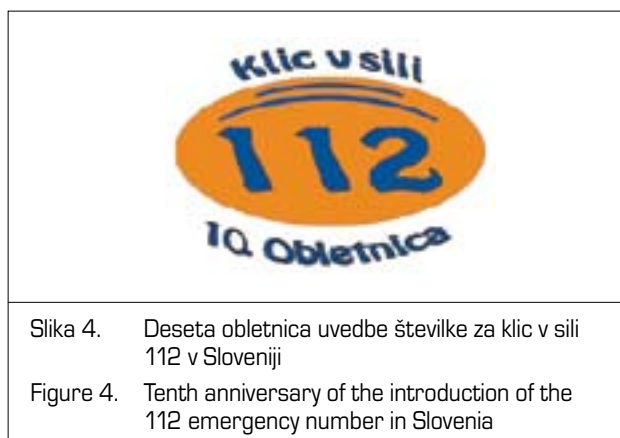 Klic v sili
112
10. Obletnica
Slika 4. Deseta obletnica uvedbe številke za klic v sili
112 v Sloveniji
Figure 4. Tenth anniversary of the introduction of the
112 emergency number in Slovenia